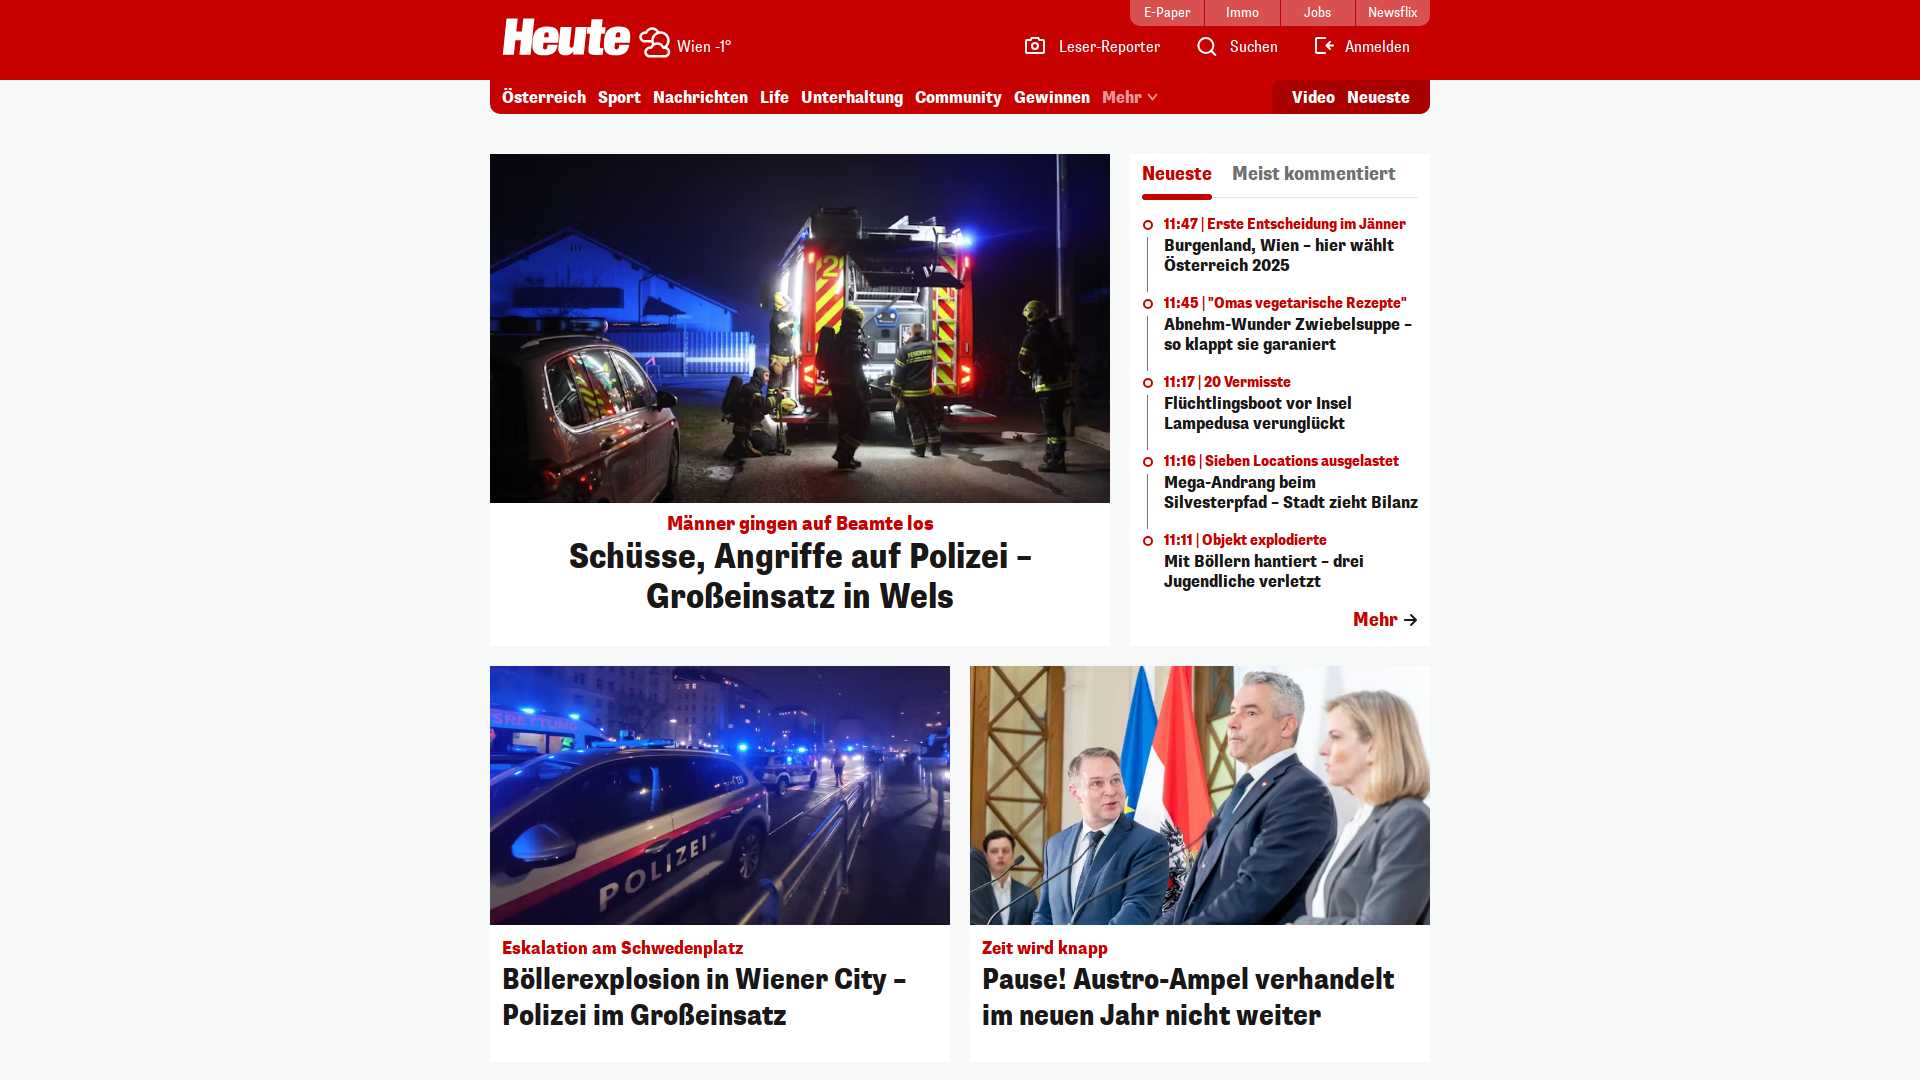 E-Paper
Immo
Jobs
Newsflix
Heute
Wien -1°
Leser-Reporter
Suchen
Anmelden
Österreich
Sport
Nachrichten
Life
Unterhaltung
Community
Gewinnen
Mehr
Video
Neueste
2
FEUERWEHR
Männer gingen auf Beamte los
Schüsse, Angriffe auf Polizei –
Großeinsatz in Wels
Neueste
Meist kommentiert
11:47 | Erste Entscheidung im Jänner
Burgenland, Wien – hier wählt
Österreich 2025
11:45 | "Omas vegetarische Rezepte"
Abnehm-Wunder Zwiebelsuppe –
so klappt sie garaniert
11:17 | 20 Vermisste
Flüchtlingsboot vor Insel
Lampedusa verunglückt
11:16 | Sieben Locations ausgelastet
Mega-Andrang beim
Silvesterpfad – Stadt zieht Bilanz
11:11 | Objekt explodierte
Mit Böllern hantiert – drei
Jugendliche verletzt
Mehr
SRETTUNG
POLIZEI
Eskalation am Schwedenplatz
Böllerexplosion in Wiener City –
Polizei im Großeinsatz
Zeit wird knapp
Pause! Austro-Ampel verhandelt
im neuen Jahr nicht weiter